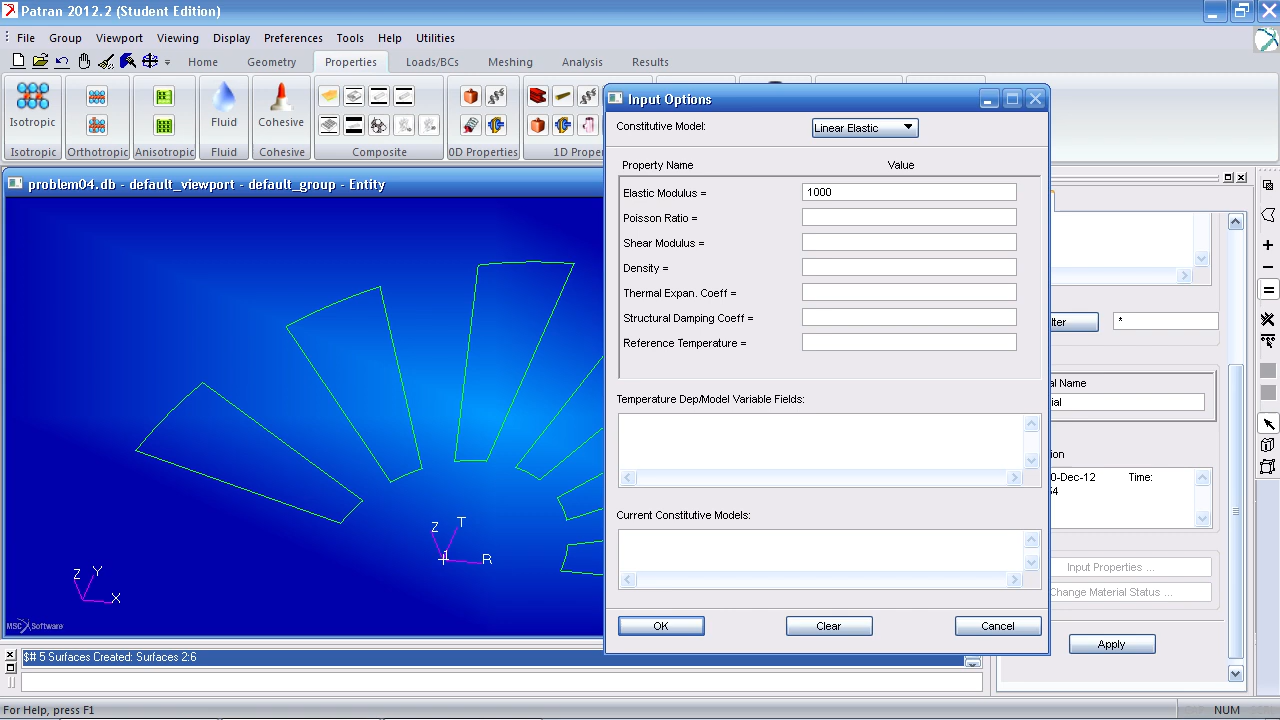 Patran 2012.2 (Student Edition)
File Group Viewport Viewing Display Preferences Tools Help Utilities
Home Geometry Properties Loads/BCs Meshing Analysis Results
Isotropic Fluid Cohesive
Isotropic Orthotropic Anisotropic Fluid Cohesive Composite 0D Properties 1D Proper
Input Options
Constitutive Model: Linear Elastic
Property Name Value
Elastic Modulus = 1000
Poisson Ratio =
Shear Modulus =
Density =
Thermal Expan. Coeff =
Structural Damping Coeff =
Reference Temperature =
Temperature Dep/Model Variable Fields:
Current Constitutive Models:
OK Clear Cancel
problem04.db - default_viewport - default_group - Entity
Z T
1 R
Z Y
X
MSC Software
lter *
al Name
ial
ion
0-Dec-12 Time:
54
Input Properties ...
Change Material Status ...
Apply
$# 5 Surfaces Created: Surfaces 2:6
For Help, press F1 NUM